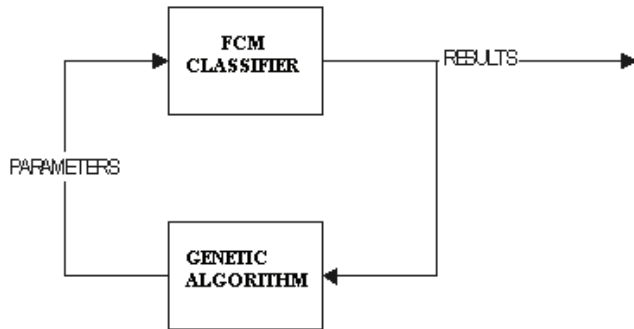 FCM
CLASSIFIER
RESULTS
PARAMETERS
GENETIC
ALGORITHM